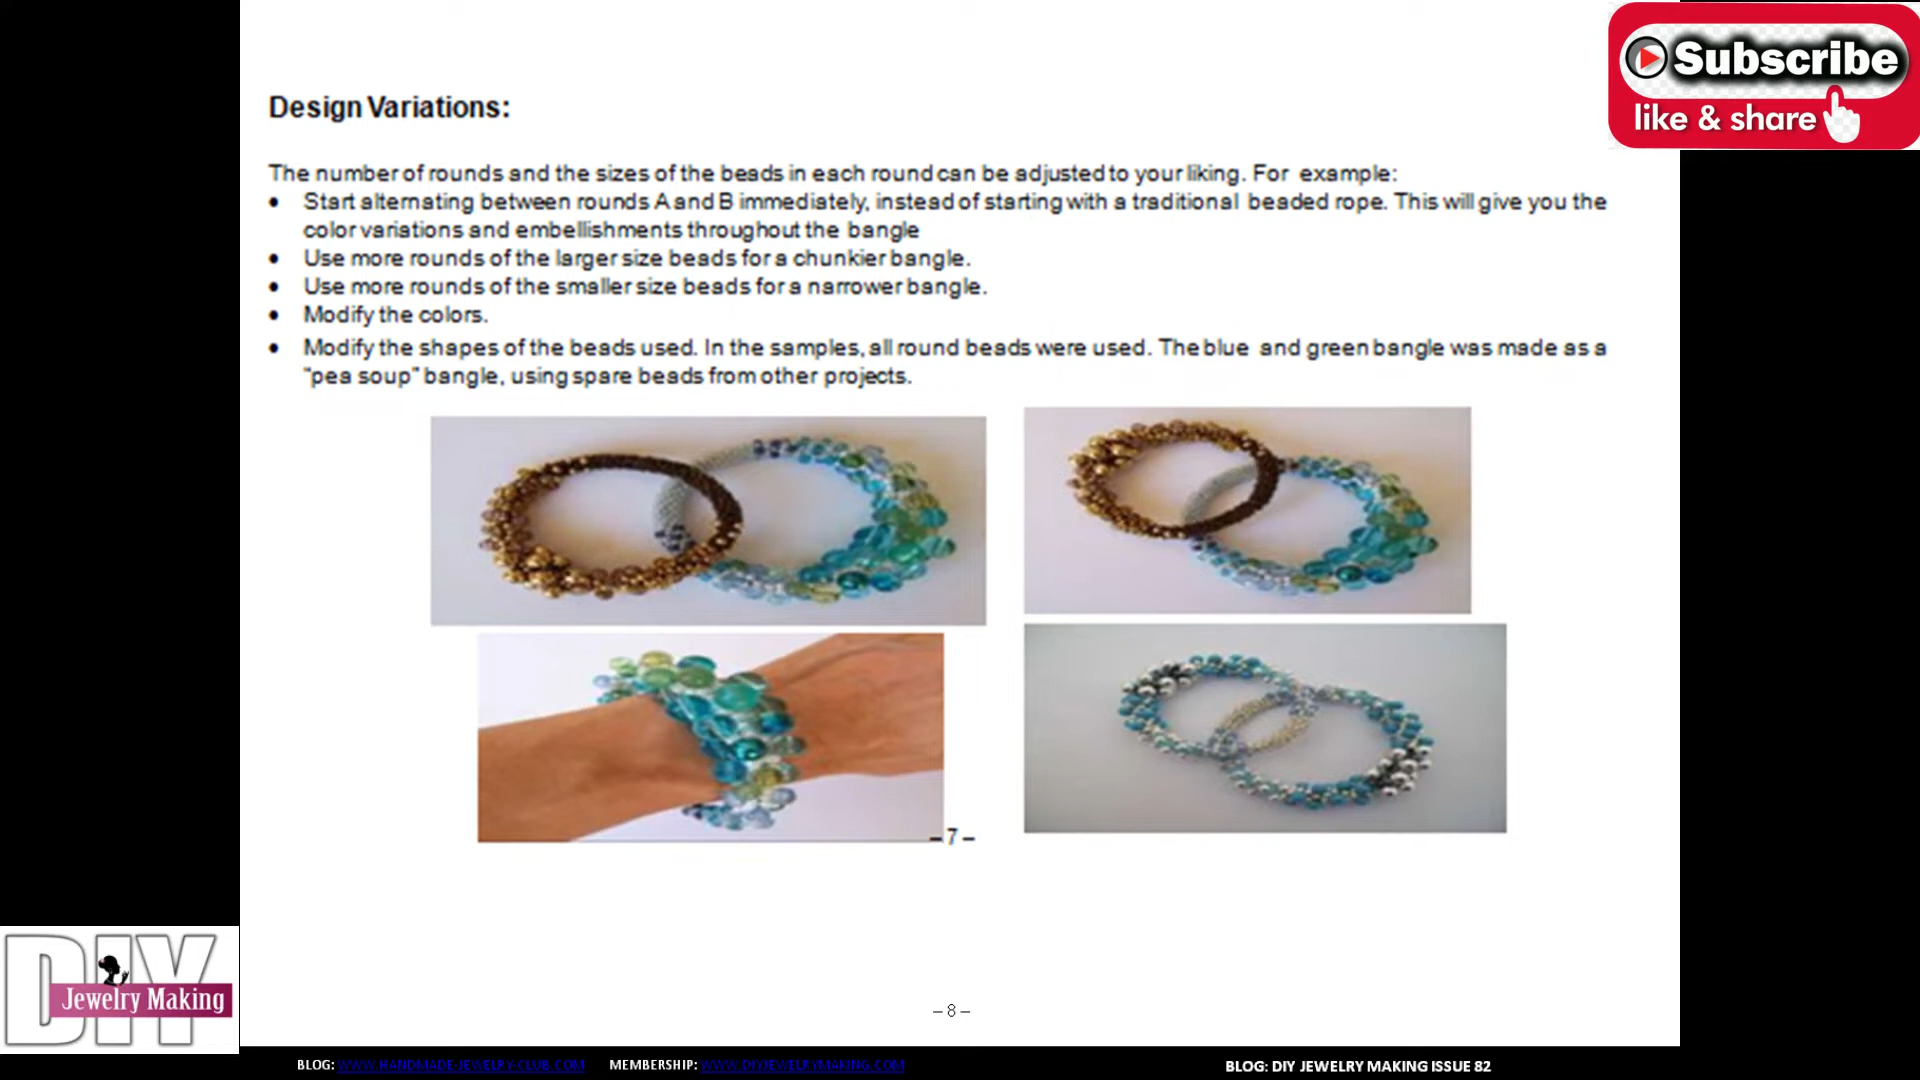 Subscribe
like & share
Design Variations:
The number of rounds and the sizes of the beads in each round can be adjusted to your liking. For example:
• Start alternating between rounds A and B immediately, instead of starting with a traditional beaded rope. This will give you the
color variations and embellishments throughout the bangle
• Use more rounds of the larger size beads for a chunkier bangle.
• Use more rounds of the smaller size beads for a narrower bangle.
• Modify the colors.
• Modify the shapes of the beads used. In the samples, all round beads were used. The blue and green bangle was made as a
"pea soup" bangle, using spare beads from other projects.
– 7 –
DIY
Jewelry Making
– 8 –
BLOG: WWW.HANDMADE-JEWELRY-CLUB.COM MEMBERSHIP: WWW.DIYJEWELRYMAKING.COM BLOG: DIY JEWELRY MAKING ISSUE 82